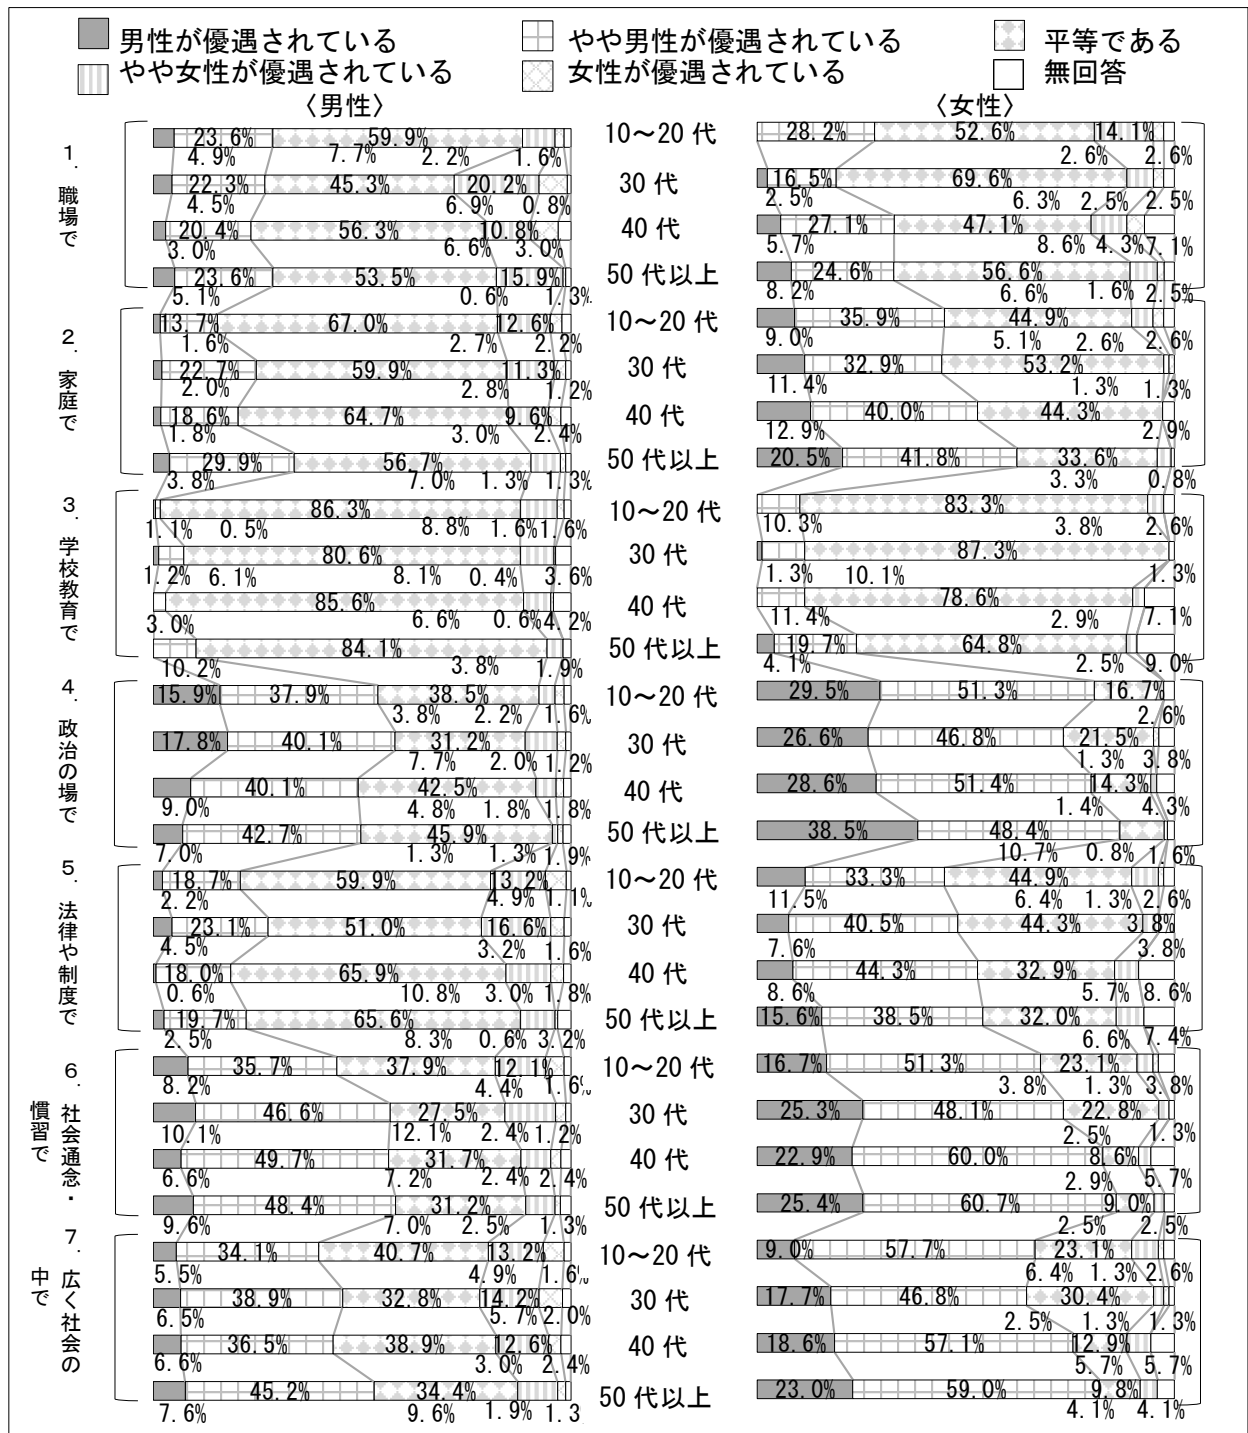 男性が優遇されている やや男性が優遇されている 平等である
やや女性が優遇されている 女性が優遇されている 無回答
〈男性〉 〈女性〉
1. 職場で
23.6% 59.9% 10～20代 28.2% 52.6% 14.1%
4.9% 7.7% 2.2% 1.6% 2.6% 2.6%
22.3% 45.3% 20.2% 30代 16.5% 69.6%
4.5% 6.9% 0.8% 2.5% 6.3% 2.5% 2.5%
20.4% 56.3% 10.8% 40代 27.1% 47.1%
3.0% 6.6% 3.0% 5.7% 8.6% 4.3% 7.1%
23.6% 53.5% 15.9% 50代以上 24.6% 56.6%
5.1% 0.6% 1.3% 8.2% 6.6% 1.6% 2.5%
2. 家庭で
13.7% 67.0% 12.6% 10～20代 35.9% 44.9%
1.6% 2.7% 2.2% 9.0% 5.1% 2.6% 2.6%
22.7% 59.9% 11.3% 30代 32.9% 53.2%
2.0% 2.8% 1.2% 11.4% 1.3% 1.3%
18.6% 64.7% 9.6% 40代 40.0% 44.3%
1.8% 3.0% 2.4% 12.9% 2.9%
29.9% 56.7% 50代以上 20.5% 41.8% 33.6%
3.8% 7.0% 1.3% 1.3% 3.3% 0.8%
3. 学校教育で
86.3% 10～20代 83.3%
1.1% 0.5% 8.8% 1.6% 1.6% 10.3% 3.8% 2.6%
80.6% 30代 87.3%
1.2% 6.1% 8.1% 0.4% 3.6% 1.3% 10.1% 1.3%
85.6% 40代 78.6%
3.0% 6.6% 0.6% 4.2% 11.4% 2.9% 7.1%
84.1% 50代以上 19.7% 64.8%
10.2% 3.8% 1.9% 4.1% 2.5% 9.0%
4. 政治の場で
15.9% 37.9% 38.5% 10～20代 29.5% 51.3% 16.7%
3.8% 2.2% 1.6% 2.6%
17.8% 40.1% 31.2% 30代 26.6% 46.8% 21.5%
7.7% 2.0% 1.2% 1.3% 3.8%
40.1% 42.5% 40代 28.6% 51.4% 14.3%
9.0% 4.8% 1.8% 1.8% 1.4% 4.3%
42.7% 45.9% 50代以上 38.5% 48.4%
7.0% 1.3% 1.3% 1.9% 10.7% 0.8% 1.6%
5. 法律や制度で
18.7% 59.9% 13.2% 10～20代 33.3% 44.9%
2.2% 4.9% 1.1% 11.5% 6.4% 1.3% 2.6%
23.1% 51.0% 16.6% 30代 40.5% 44.3% 3.8%
4.5% 3.2% 1.6% 7.6% 3.8%
18.0% 65.9% 40代 44.3% 32.9%
0.6% 10.8% 3.0% 1.8% 8.6% 5.7% 8.6%
19.7% 65.6% 50代以上 15.6% 38.5% 32.0%
2.5% 8.3% 0.6% 3.2% 6.6% 7.4%
6. 社会通念・
慣習で
35.7% 37.9% 12.1% 10～20代 16.7% 51.3% 23.1%
8.2% 4.4% 1.6% 3.8% 1.3% 3.8%
46.6% 27.5% 30代 25.3% 48.1% 22.8%
10.1% 12.1% 2.4% 1.2% 2.5% 1.3%
49.7% 31.7% 40代 22.9% 60.0% 8.6%
6.6% 7.2% 2.4% 2.4% 2.9% 5.7%
48.4% 31.2% 50代以上 25.4% 60.7% 9.0%
9.6% 7.0% 2.5% 1.3% 2.5% 2.5%
7. 広く社会の
中で
34.1% 40.7% 13.2% 10～20代 9.0% 57.7% 23.1%
5.5% 4.9% 1.6% 6.4% 1.3% 2.6%
38.9% 32.8% 14.2% 30代 17.7% 46.8% 30.4%
6.5% 5.7% 2.0% 2.5% 1.3% 1.3%
36.5% 38.9% 12.6% 40代 18.6% 57.1% 12.9%
6.6% 3.0% 2.4% 5.7% 5.7%
45.2% 34.4% 50代以上 23.0% 59.0% 9.8%
7.6% 9.6% 1.9% 1.3 4.1% 4.1%